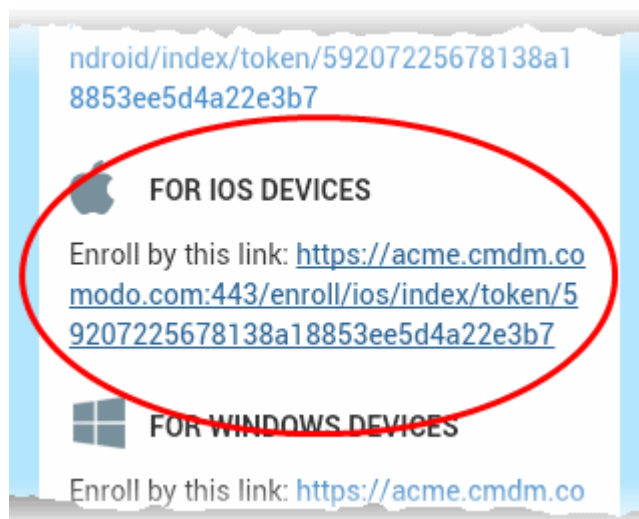 ndroid/index/token/59207225678138a1
8853ee5d4a22e3b7
FOR IOS DEVICES
Enroll by this link: https://acme.cmdm.co
modo.com:443/enroll/ios/index/token/5
9207225678138a18853ee5d4a22e3b7
FOR WINDOWS DEVICES
Enroll by this link: https://acme.cmdm.co